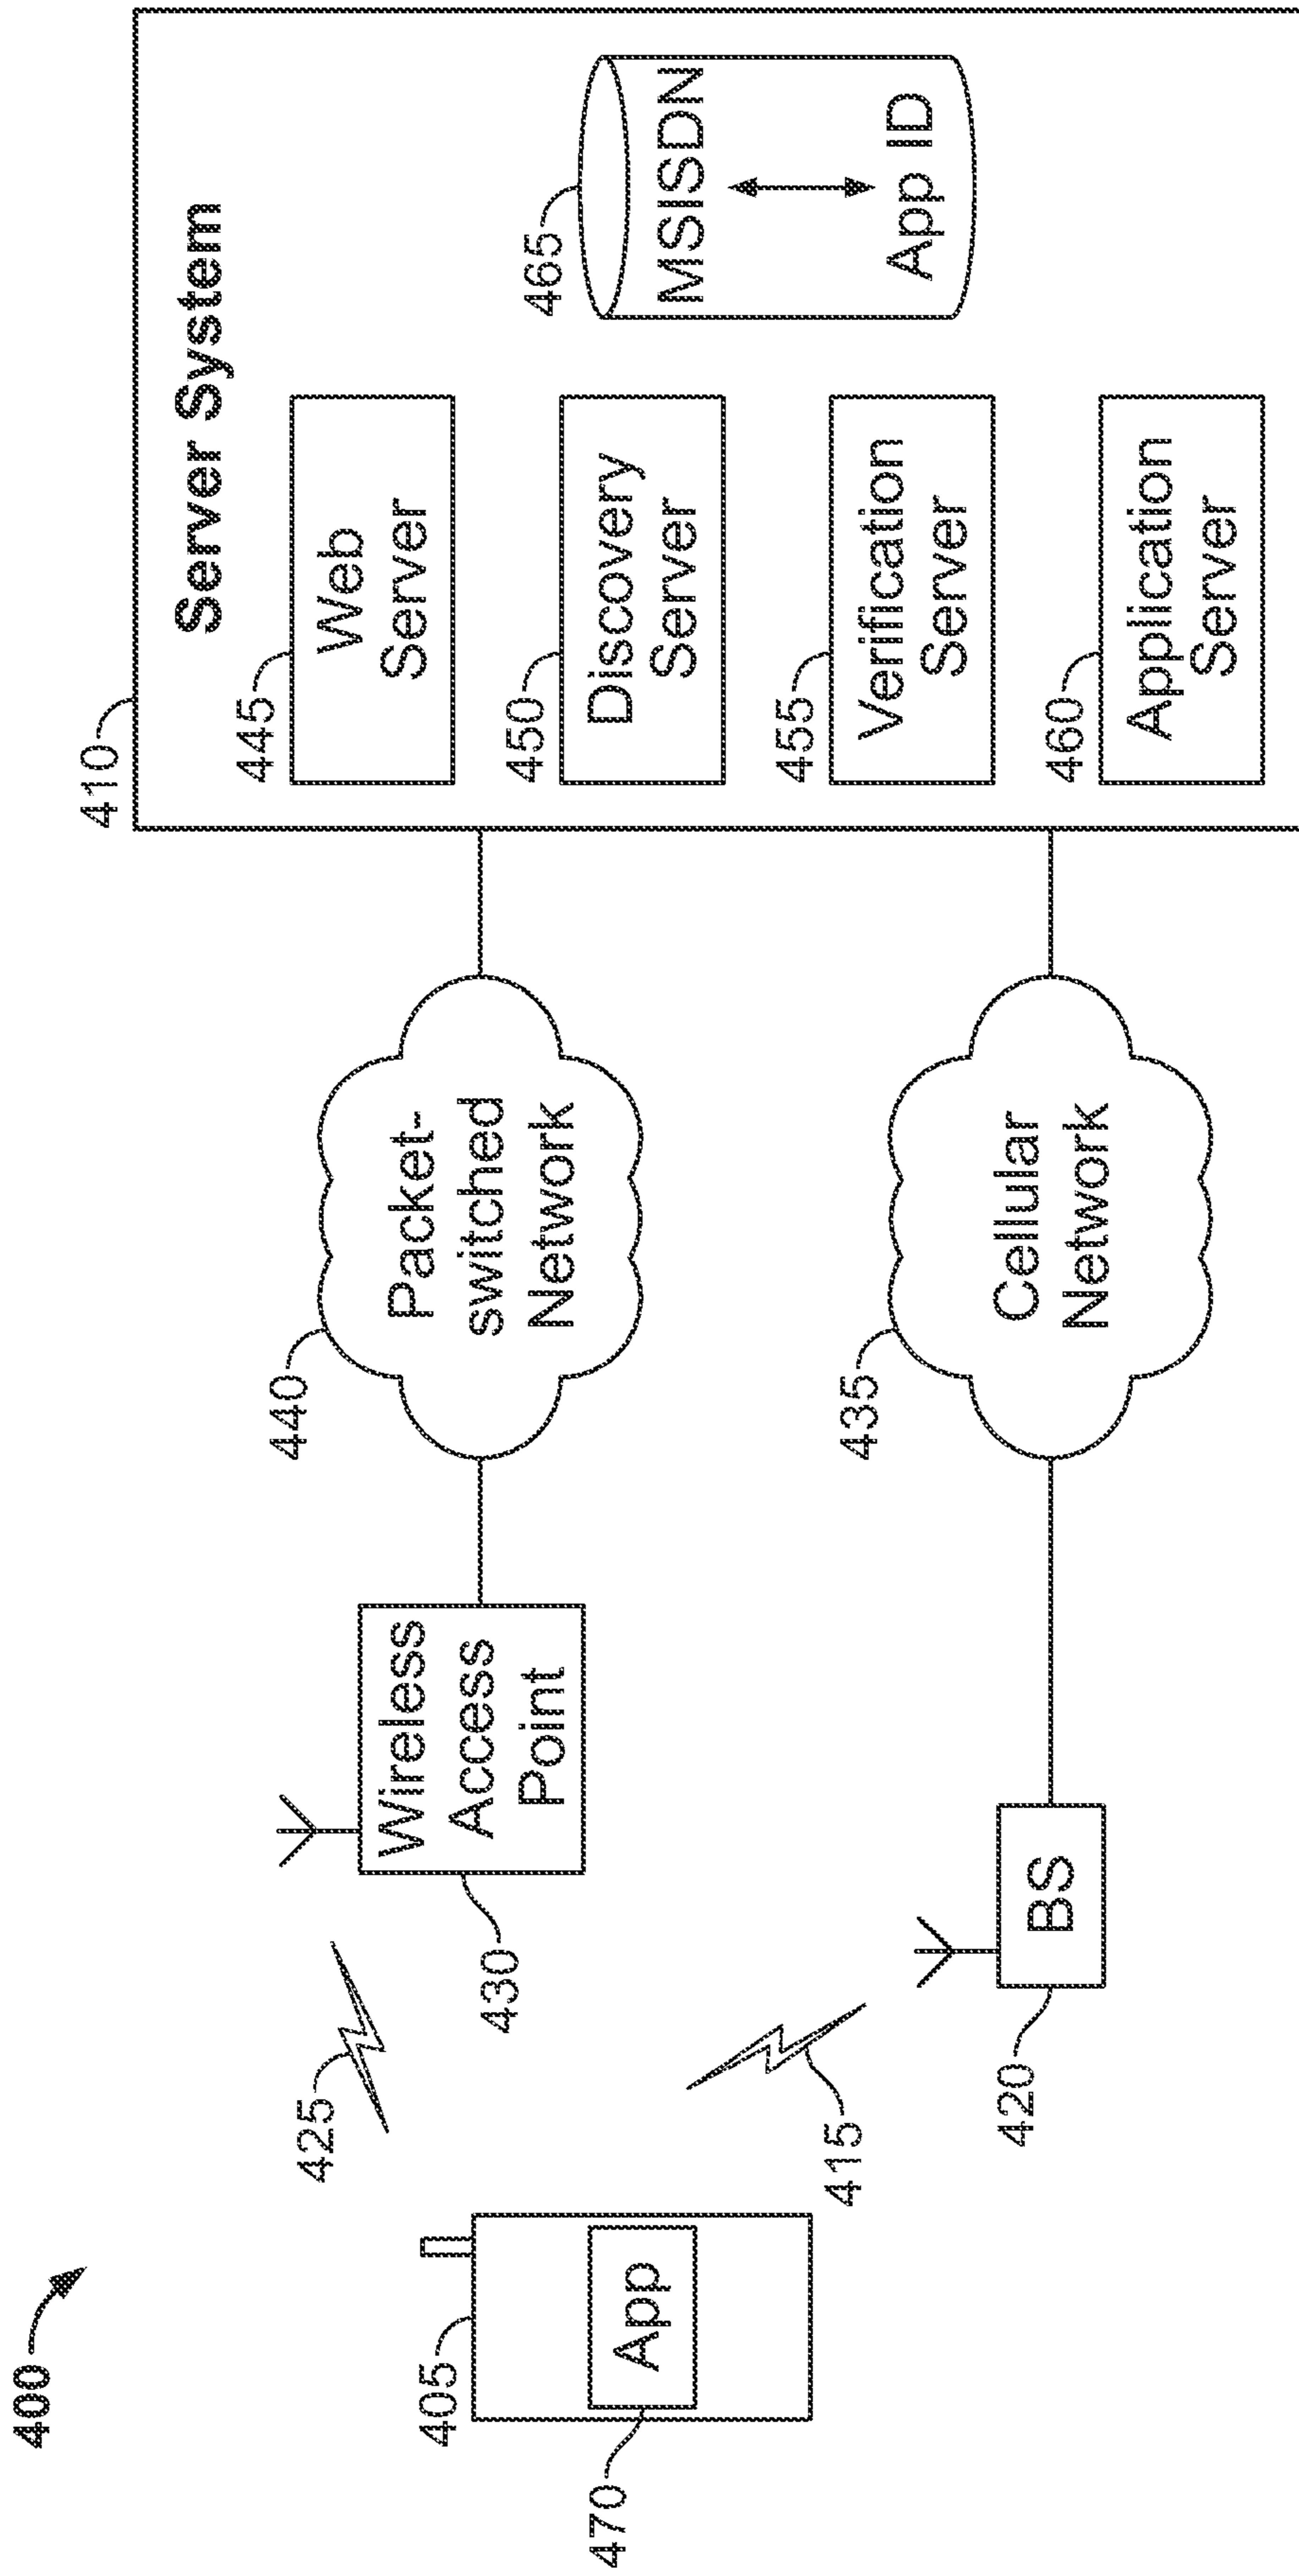 400
405
App
470
425
415
Wireless
Access
Point
430
BS
420
440
Packet-
switched
Network
435
Cellular
Network
410
Server System
445
Web
Server
450
Discovery
Server
455
Verification
Server
460
Application
Server
465
MSISDN
App ID